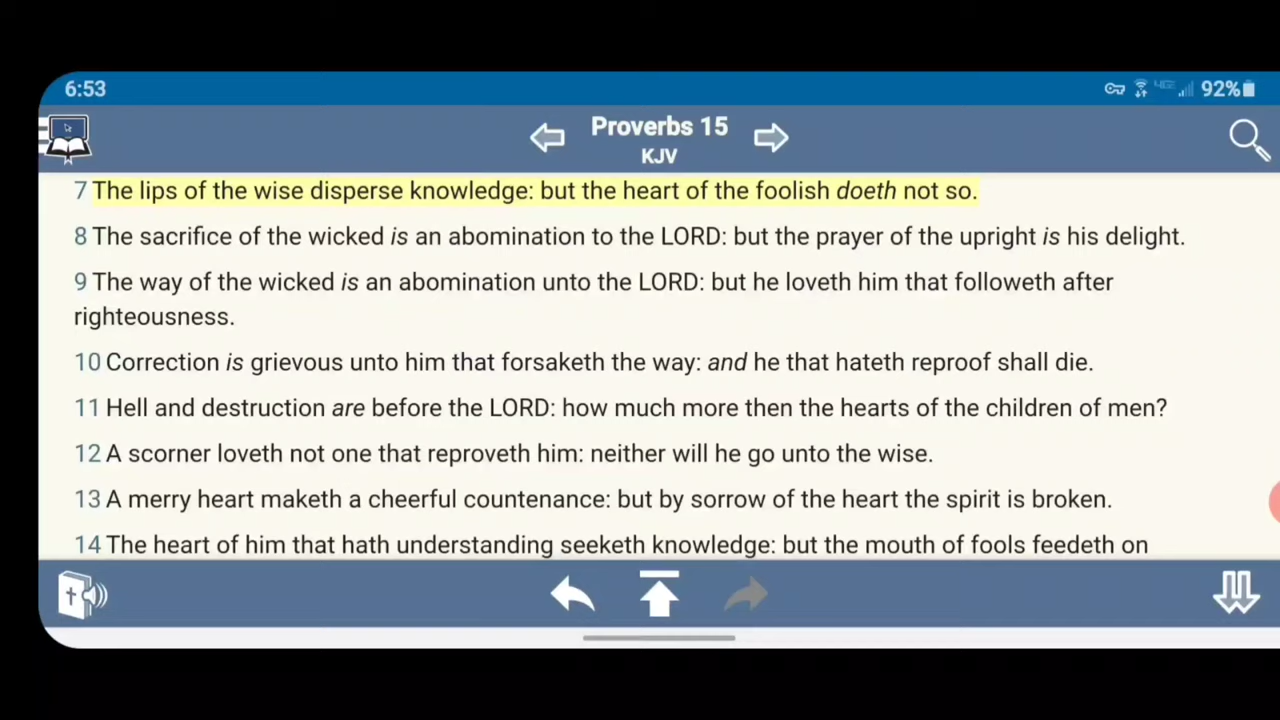 6:53
4GE 92%
Proverbs 15
KJV
7 The lips of the wise disperse knowledge: but the heart of the foolish doeth not so.
8 The sacrifice of the wicked is an abomination to the LORD: but the prayer of the upright is his delight.
9 The way of the wicked is an abomination unto the LORD: but he loveth him that followeth after
righteousness.
10 Correction is grievous unto him that forsaketh the way: and he that hateth reproof shall die.
11 Hell and destruction are before the LORD: how much more then the hearts of the children of men?
12 A scorner loveth not one that reproveth him: neither will he go unto the wise.
13 A merry heart maketh a cheerful countenance: but by sorrow of the heart the spirit is broken.
14 The heart of him that hath understanding seeketh knowledge: but the mouth of fools feedeth on